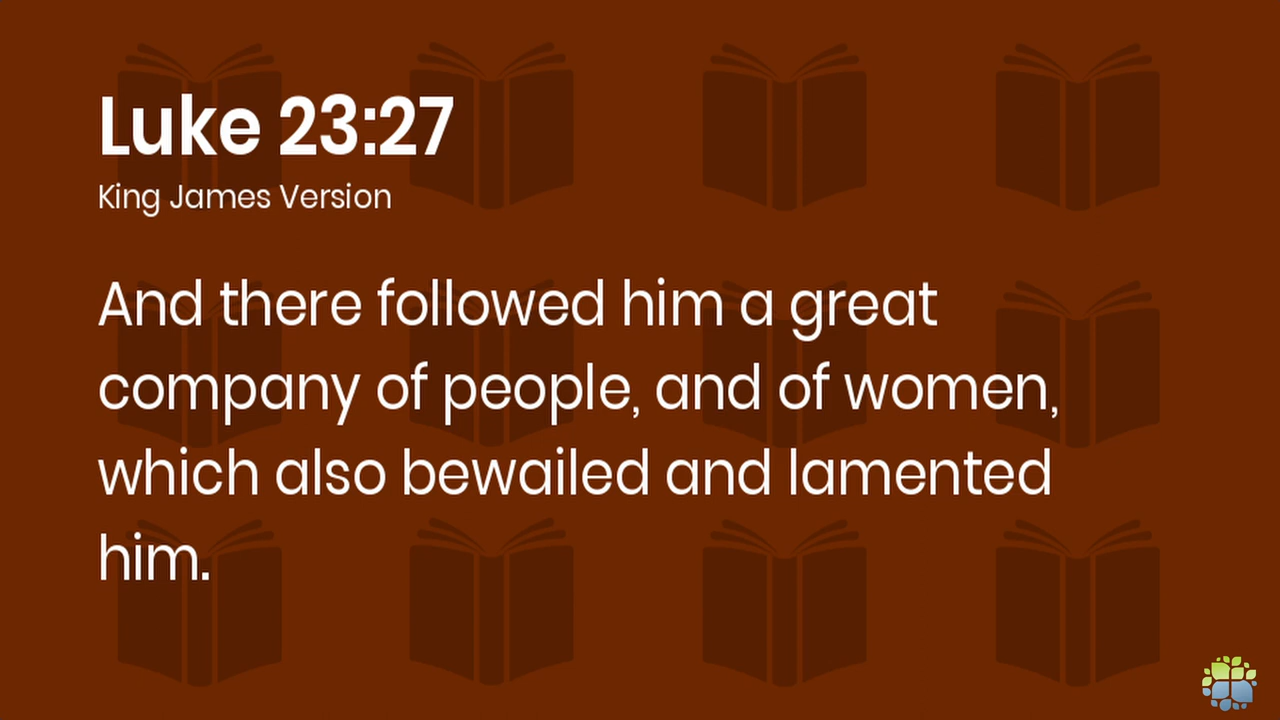 Luke 23:27
King James Version
And there followed him a great
company of people, and of women,
which also bewailed and lamented
him.